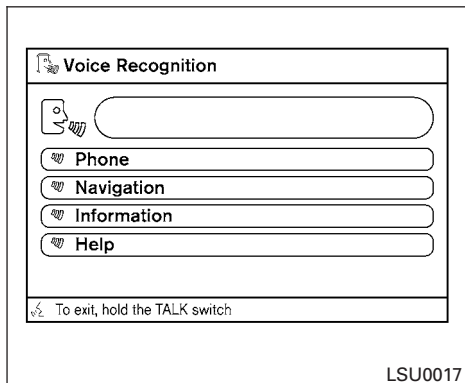 Voice Recognition
Phone
Navigation
Information
Help
To exit, hold the TALK switch
LSU0017